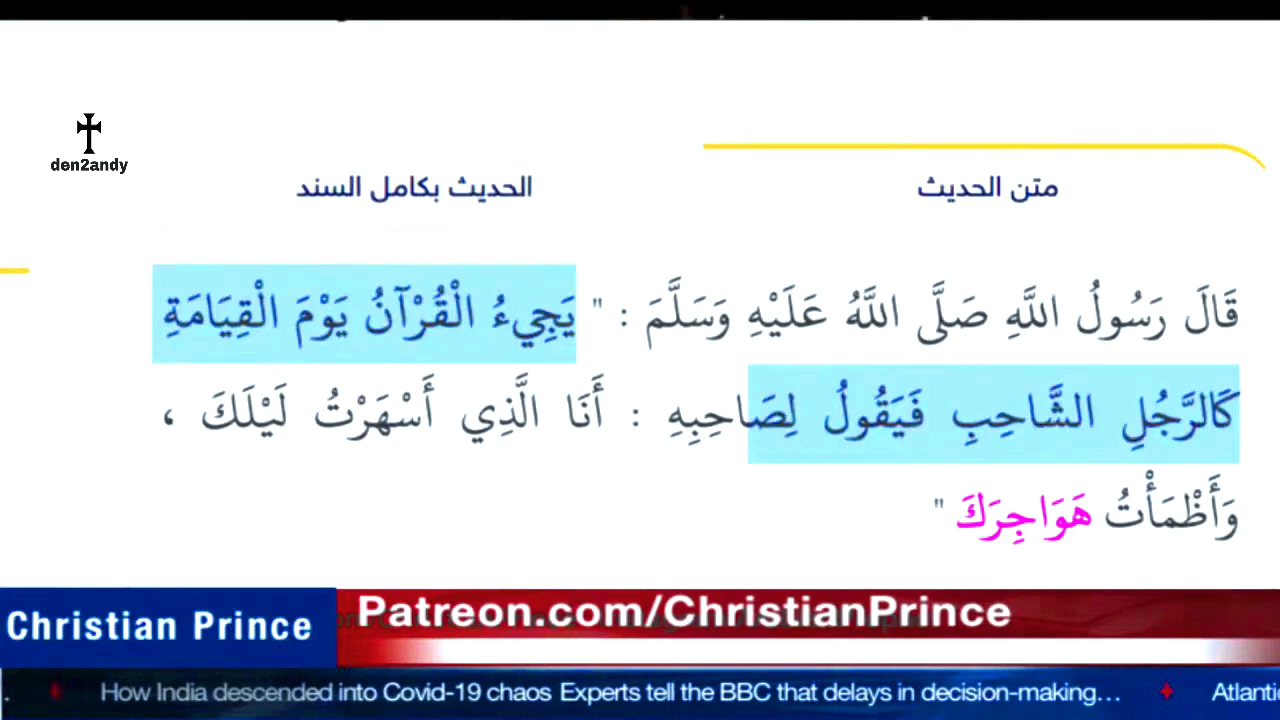 den2andy
متن الحديث
الحديث بكامل السند
قَالَ رَسُولُ اللَّهِ صَلَّى اللَّهُ عَلَيْهِ وَسَلَّمَ : " يَجِيءُ الْقُرْآنُ يَوْمَ الْقِيَامَةِ
كَالرَّجُلِ الشَّاحِبِ فَيَقُولُ لِصَاحِبِهِ : أَنَا الَّذِي أَسْهَرْتُ لَيْلَكَ ،
وَأَظْمَأْتُ هَوَاجِرَكَ "
Christian Prince
Patreon.com/ChristianPrince
How India descended into Covid-19 chaos Experts tell the BBC that delays in decision-making...